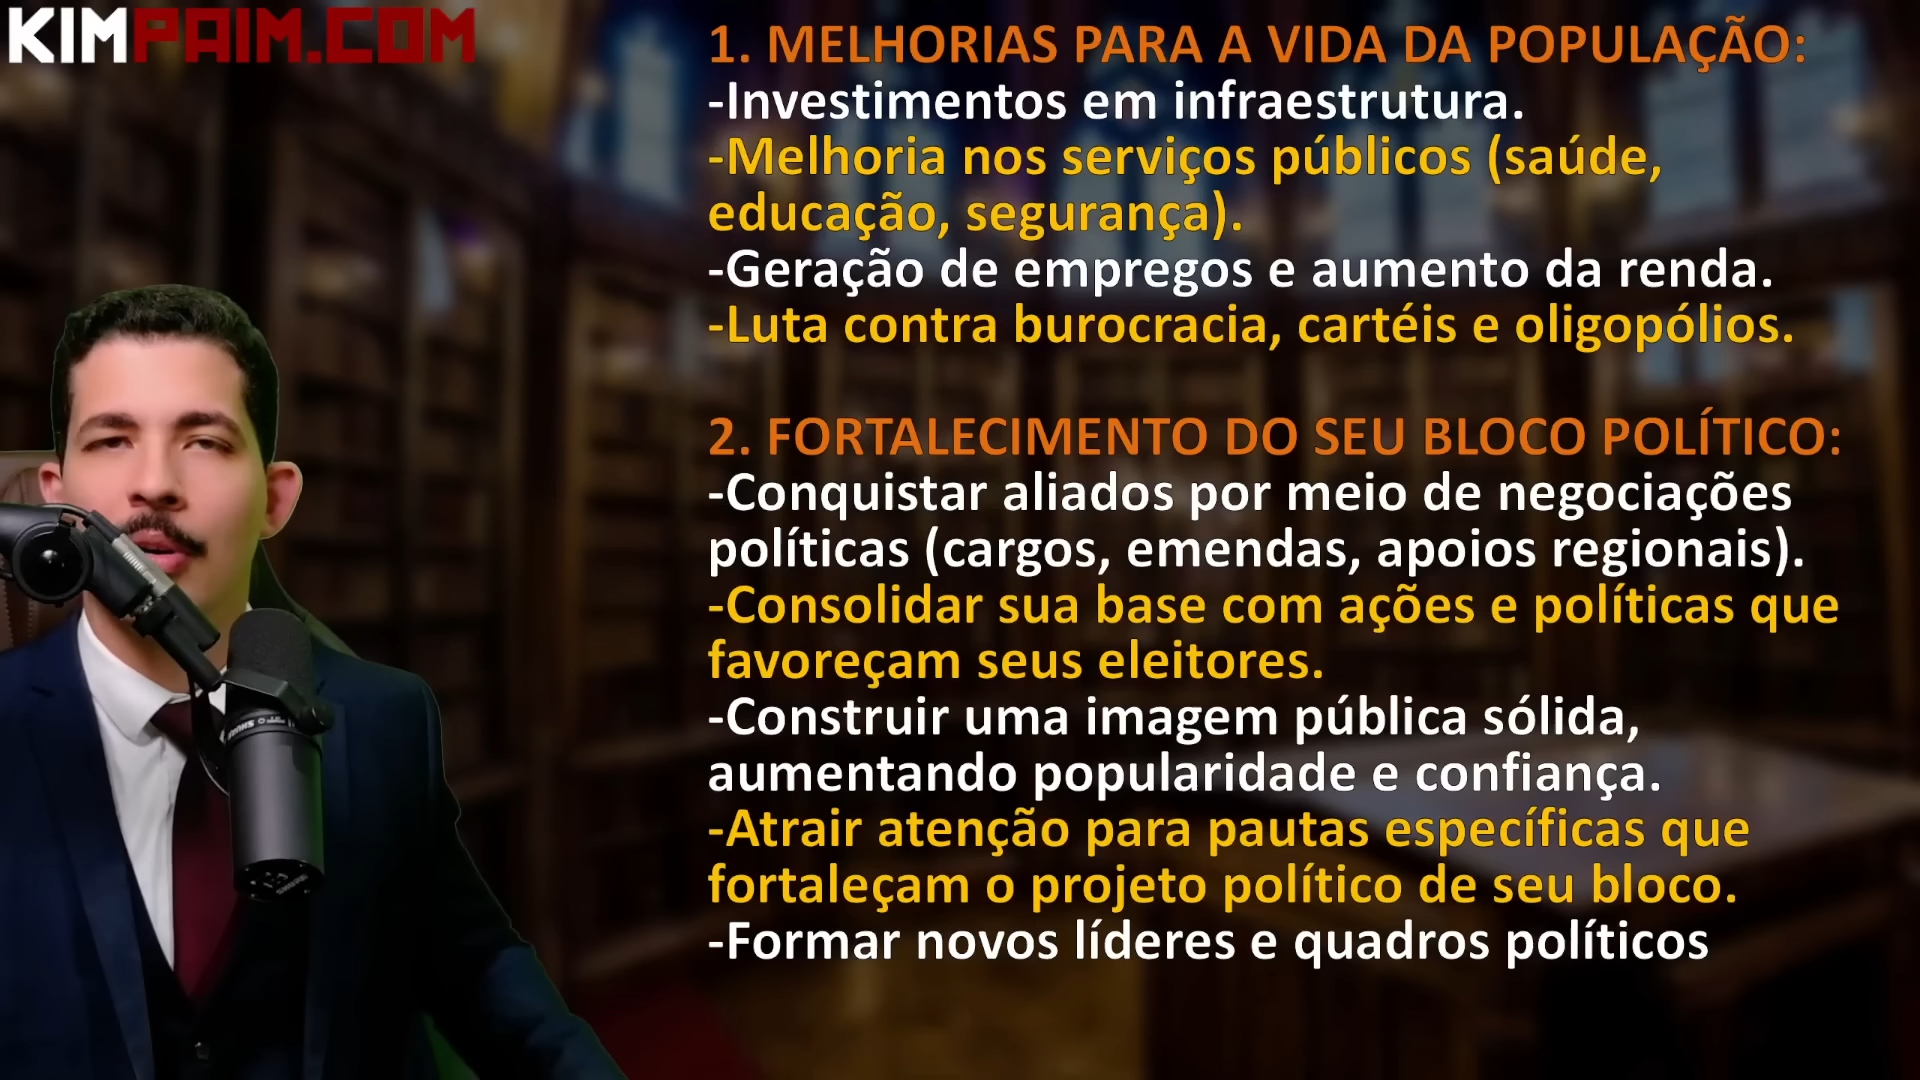 KIMPAIM.COM
1. MELHORIAS PARA A VIDA DA POPULAÇÃO:
-Investimentos em infraestrutura.
-Melhoria nos serviços públicos (saúde,
educação, segurança).
-Geração de empregos e aumento da renda.
-Luta contra burocracia, cartéis e oligopólios.
2. FORTALECIMENTO DO SEU BLOCO POLÍTICO:
-Conquistar aliados por meio de negociações
políticas (cargos, emendas, apoios regionais).
-Consolidar sua base com ações e políticas que
favoreçam seus eleitores.
-Construir uma imagem pública sólida,
aumentando popularidade e confiança.
-Atrair atenção para pautas específicas que
fortaleçam o projeto político de seu bloco.
-Formar novos líderes e quadros políticos
SHURE